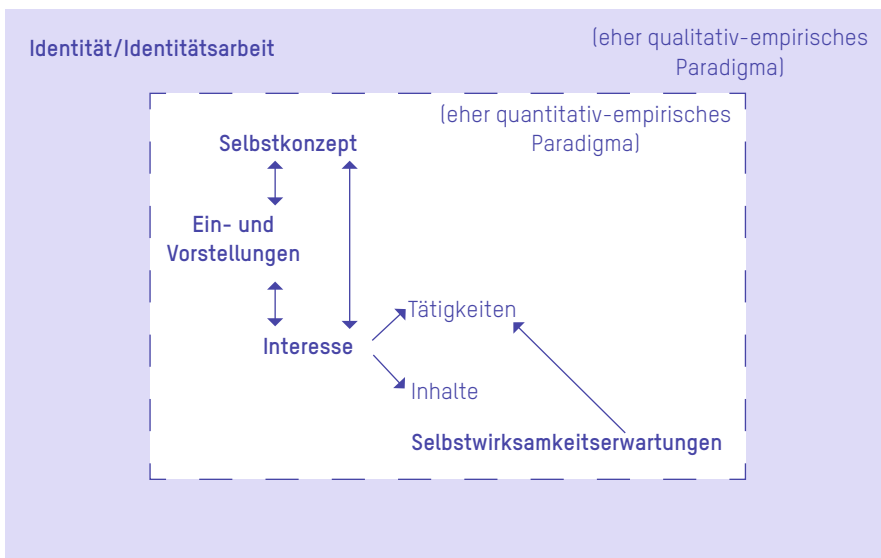 Identität/Identitätsarbeit
(eher qualitativ-empirisches
Paradigma)
(eher quantitativ-empirisches
Paradigma)
Selbstkonzept
Ein- und
Vorstellungen
Tätigkeiten
Interesse
Inhalte
Selbstwirksamkeitserwartungen